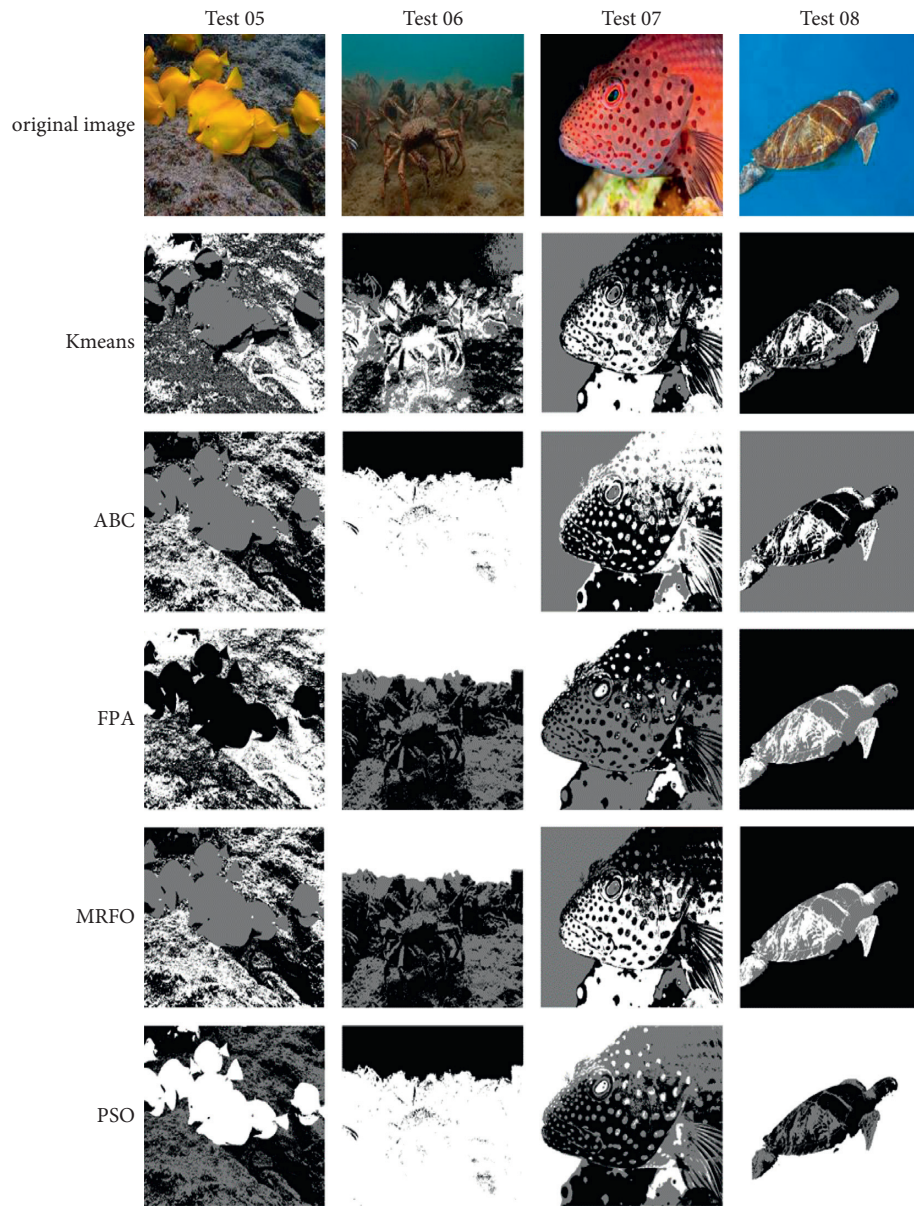 Test 05 Test 06 Test 07 Test 08
original image
Kmeans
ABC
FPA
MRFO
PSO